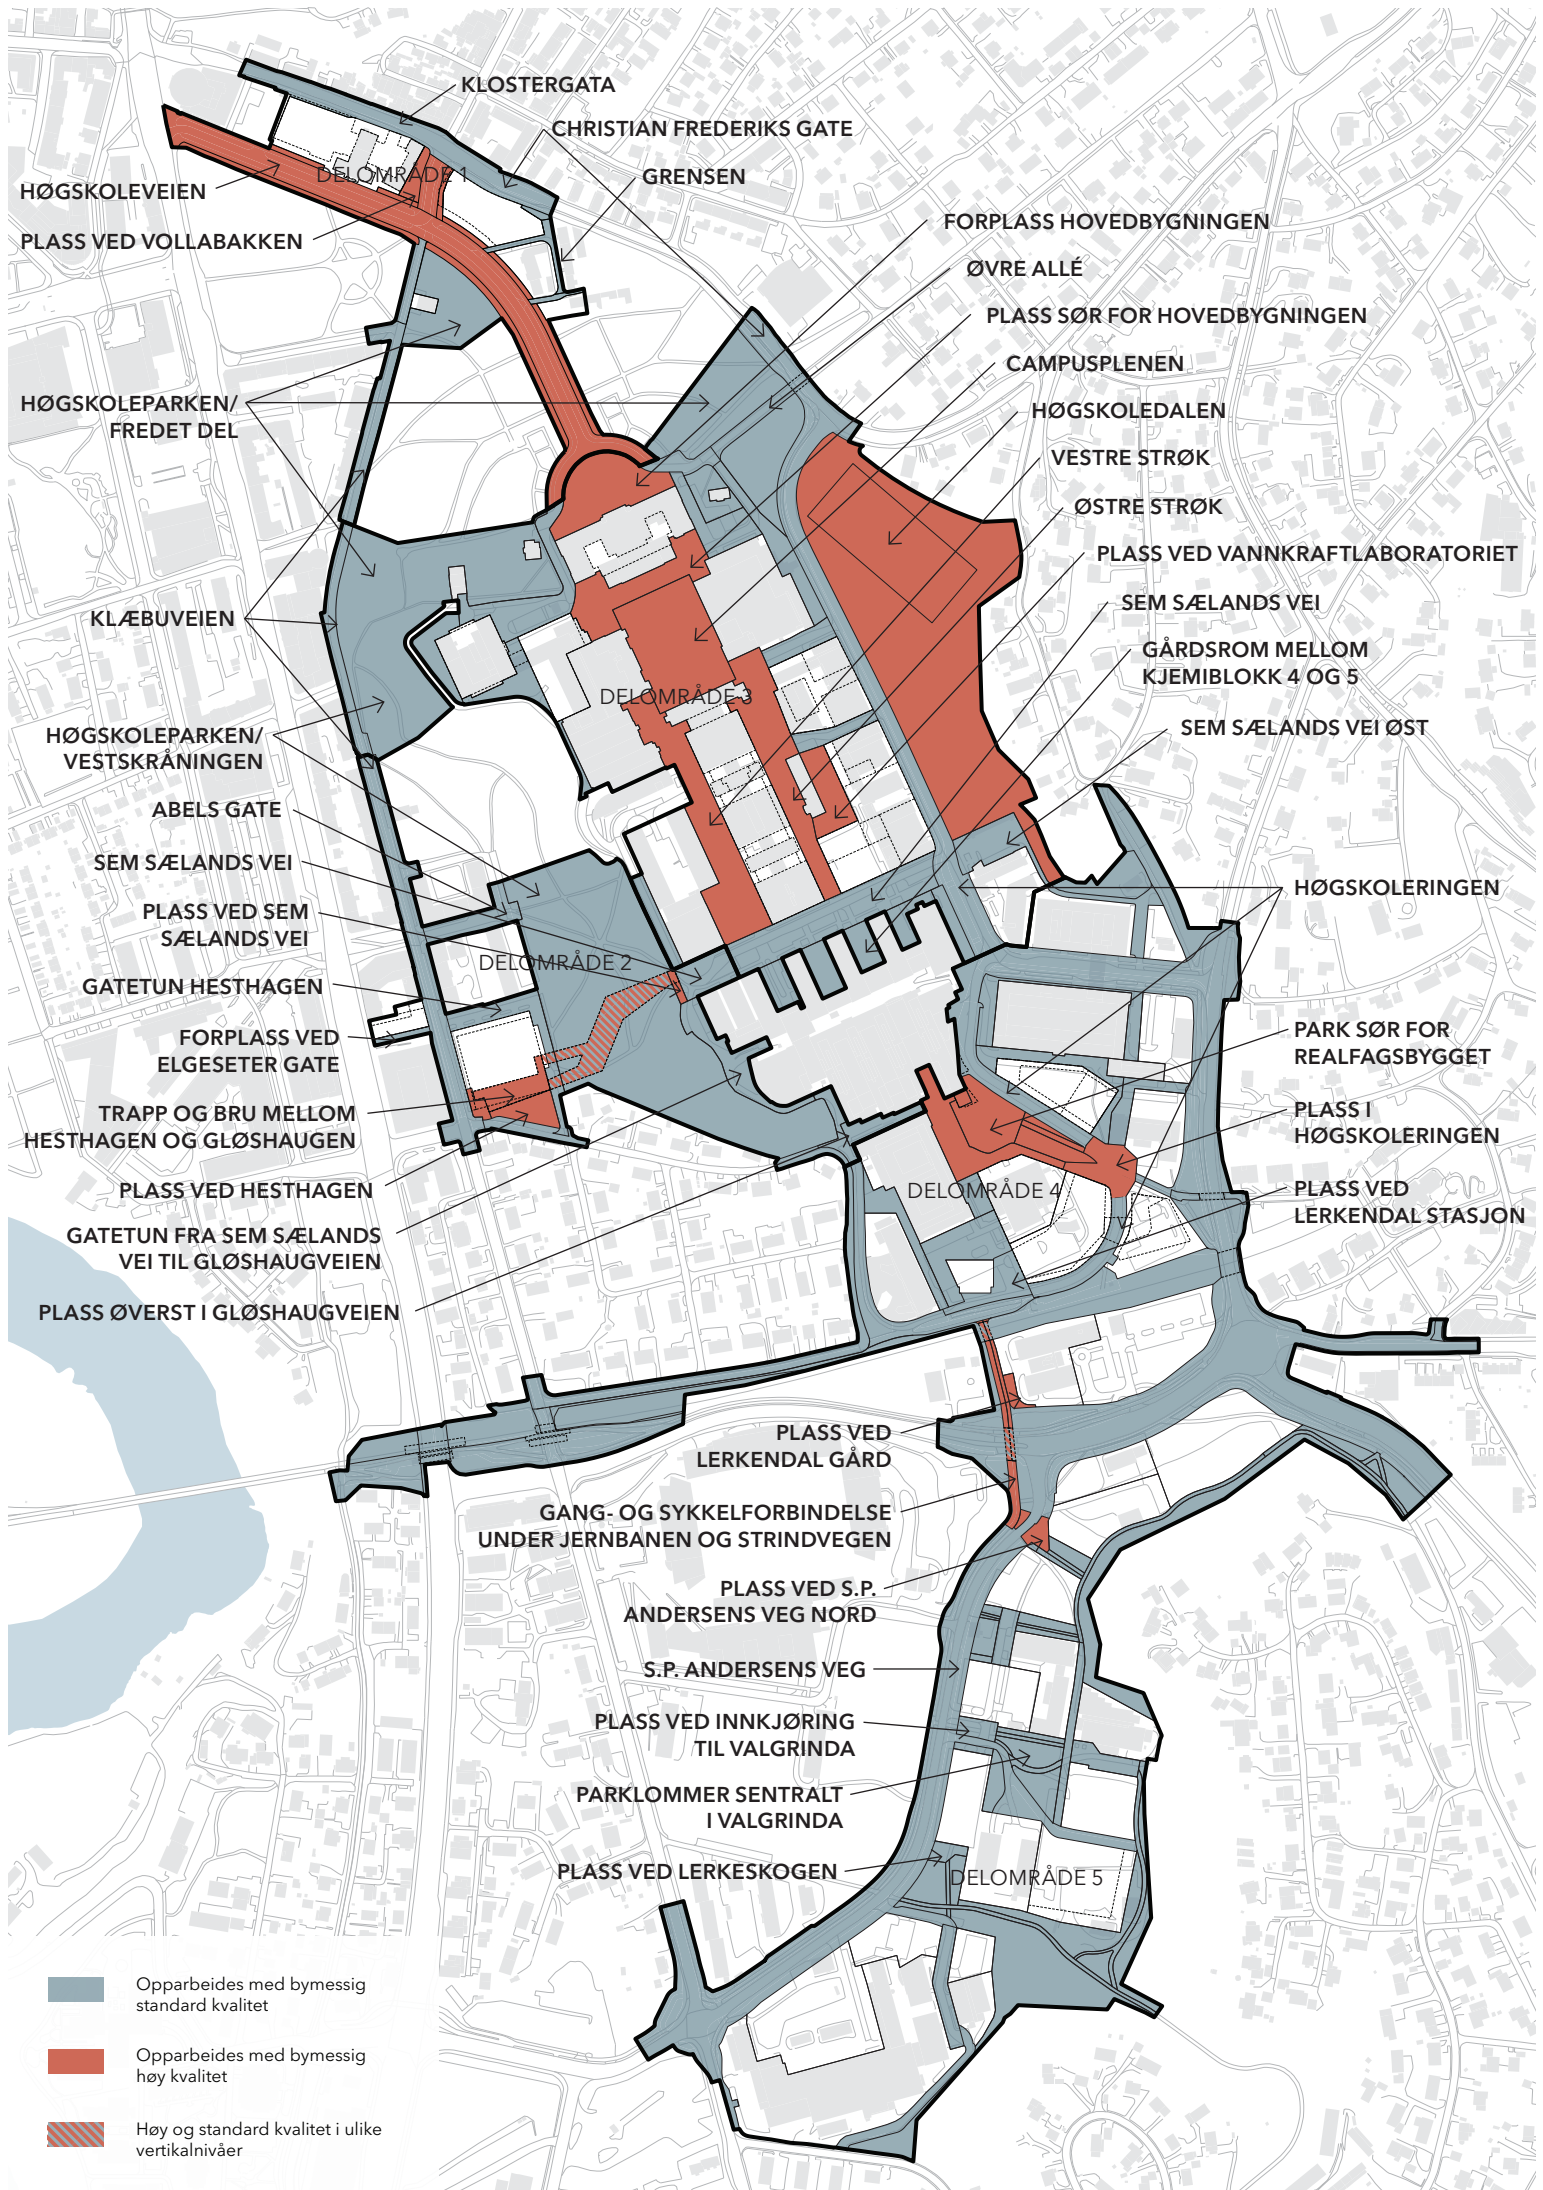 KLOSTERGATA
CHRISTIAN FREDERIKS GATE
GRENSEN
DELOMRÅDE 1
HØGSKOLEVEIEN
PLASS VED VOLLABAKKEN
FORPLASS HOVEDBYGNINGEN
ØVRE ALLÉ
PLASS SØR FOR HOVEDBYGNINGEN
CAMPUSPLENEN
HØGSKOLEDALEN
VESTRE STRØK
ØSTRE STRØK
PLASS VED VANNKRAFTLABORATORIET
SEM SÆLANDS VEI
GÅRDSROM MELLOM
KJEMIBLOKK 4 OG 5
SEM SÆLANDS VEI ØST
HØGSKOLEPARKEN/
FREDET DEL
KLÆBUVEIEN
DELOMRÅDE 3
HØGSKOLEPARKEN/
VESTSKRÅNINGEN
ABELS GATE
SEM SÆLANDS VEI
PLASS VED SEM
SÆLANDS VEI
DELOMRÅDE 2
GATETUN HESTHAGEN
FORPLASS VED
ELGESETER GATE
TRAPP OG BRU MELLOM
HESTHAGEN OG GLØSHAUGEN
PLASS VED HESTHAGEN
GATETUN FRA SEM SÆLANDS
VEI TIL GLØSHAUGVEIEN
PLASS ØVERST I GLØSHAUGVEIEN
HØGSKOLERINGEN
PARK SØR FOR
REALFAGSBYGGET
PLASS I
HØGSKOLERINGEN
DELOMRÅDE 4
PLASS VED
LERKENDAL STASJON
PLASS VED
LERKENDAL GÅRD
GANG- OG SYKKELFORBINDELSE
UNDER JERNBANEN OG STRINDVEGEN
PLASS VED S.P.
ANDERSENS VEG NORD
S.P. ANDERSENS VEG
PLASS VED INNKJØRING
TIL VALGRINDA
PARKLOMMER SENTRALT
I VALGRINDA
PLASS VED LERKESKOGEN
DELOMRÅDE 5
Opparbeides med bymessig
standard kvalitet
Opparbeides med bymessig
høy kvalitet
Høy og standard kvalitet i ulike
vertikalnivåer